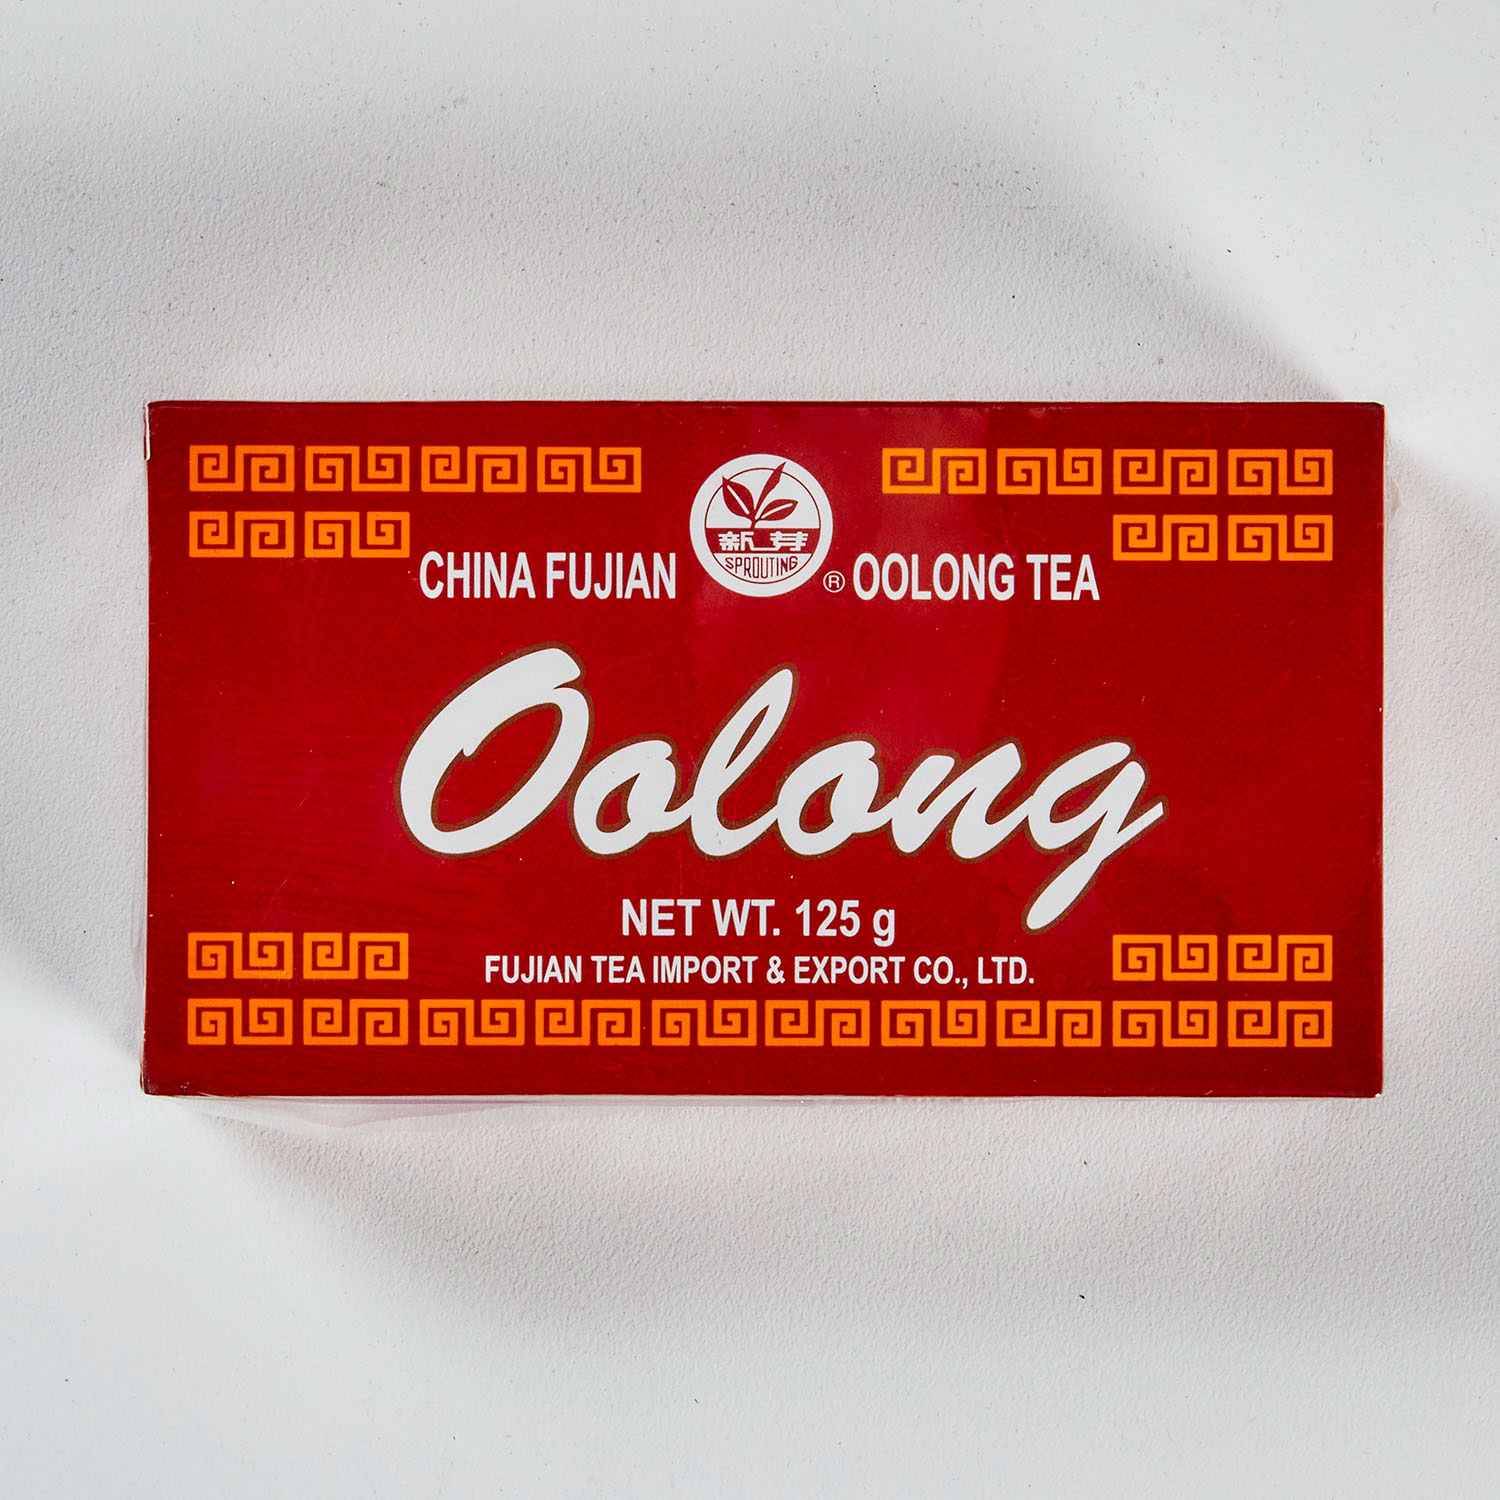 新芽
SPROUTING
CHINA FUJIAN ® OOLONG TEA
Oolong
NET WT. 125 g
FUJIAN TEA IMPORT & EXPORT CO., LTD.